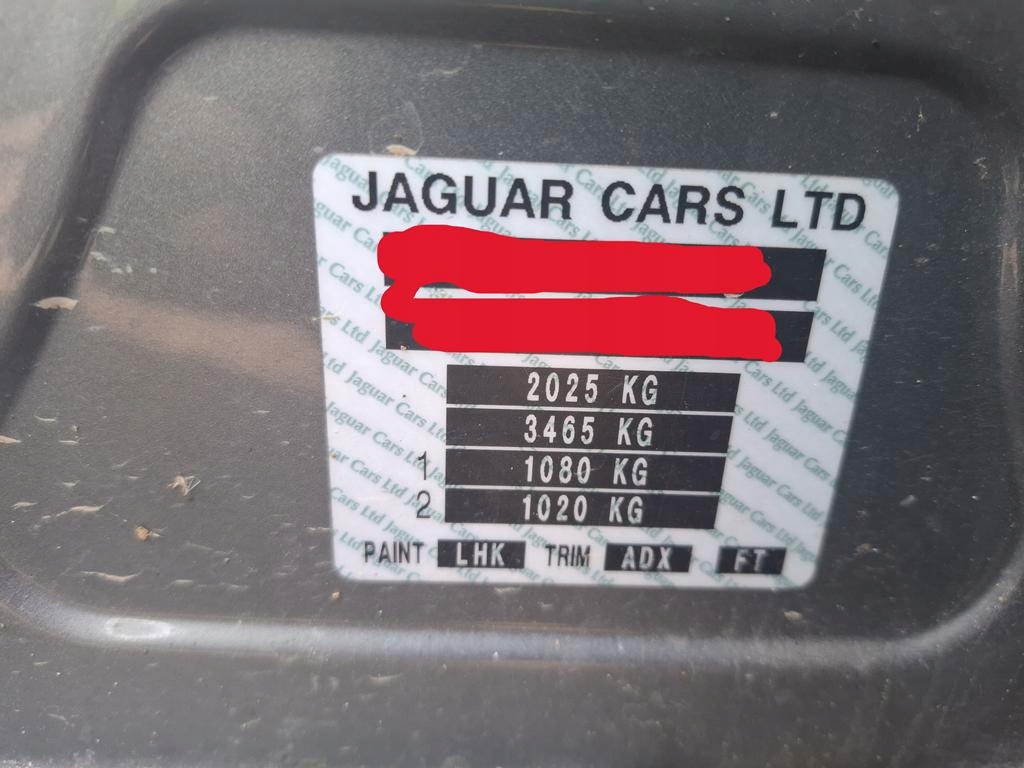 JAGUAR CARS LTD
2025 KG
3465 KG
1 1080 KG
2 1020 KG
PAINT LHK TRIM ADX FT